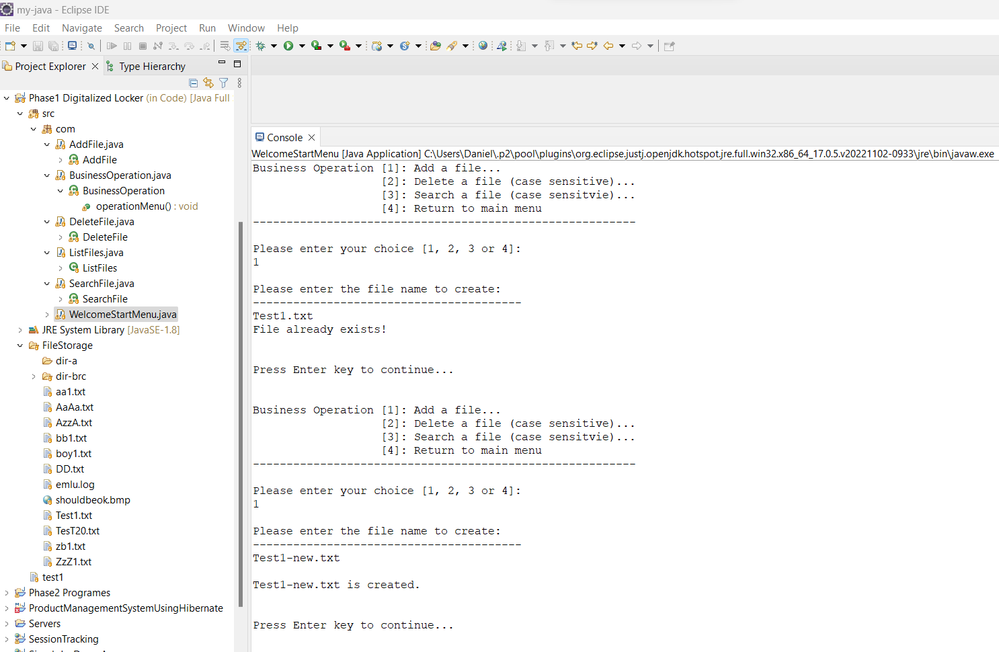 my-java - Eclipse IDE
File Edit Navigate Search Project Run Window Help
Project Explorer
Type Hierarchy
Phase1 Digitalized Locker (in Code) [Java Full
src
com
AddFile.java
AddFile
BusinessOperation.java
BusinessOperation
operationMenu() : void
DeleteFile.java
DeleteFile
ListFiles.java
ListFiles
SearchFile.java
SearchFile
WelcomeStartMenu.java
JRE System Library [JavaSE-1.8]
FileStorage
dir-a
dir-brc
aa1.txt
AaAa.txt
AzzA.txt
bb1.txt
boy1.txt
DD.txt
emlu.log
shouldbeok.bmp
Test1.txt
TesT20.txt
zb1.txt
ZzZ1.txt
test1
Phase2 Programes
ProductManagementSystemUsingHibernate
Servers
SessionTracking
Console
WelcomeStartMenu [Java Application] C:\Users\Daniel\.p2\pool\plugins\org.eclipse.justj.openjdk.hotspot.jre.full.win32.x86_64_17.0.5.v20221102-0933\jre\bin\javaw.exe
Business Operation [1]: Add a file...
[2]: Delete a file (case sensitive)...
[3]: Search a file (case sensitvie)...
[4]: Return to main menu
---------------------------------------------------------
Please enter your choice [1, 2, 3 or 4]:
1
Please enter the file name to create:
----------------------------------------
Test1.txt
File already exists!
Press Enter key to continue...
Business Operation [1]: Add a file...
[2]: Delete a file (case sensitive)...
[3]: Search a file (case sensitvie)...
[4]: Return to main menu
---------------------------------------------------------
Please enter your choice [1, 2, 3 or 4]:
1
Please enter the file name to create:
----------------------------------------
Test1-new.txt
Test1-new.txt is created.
Press Enter key to continue...